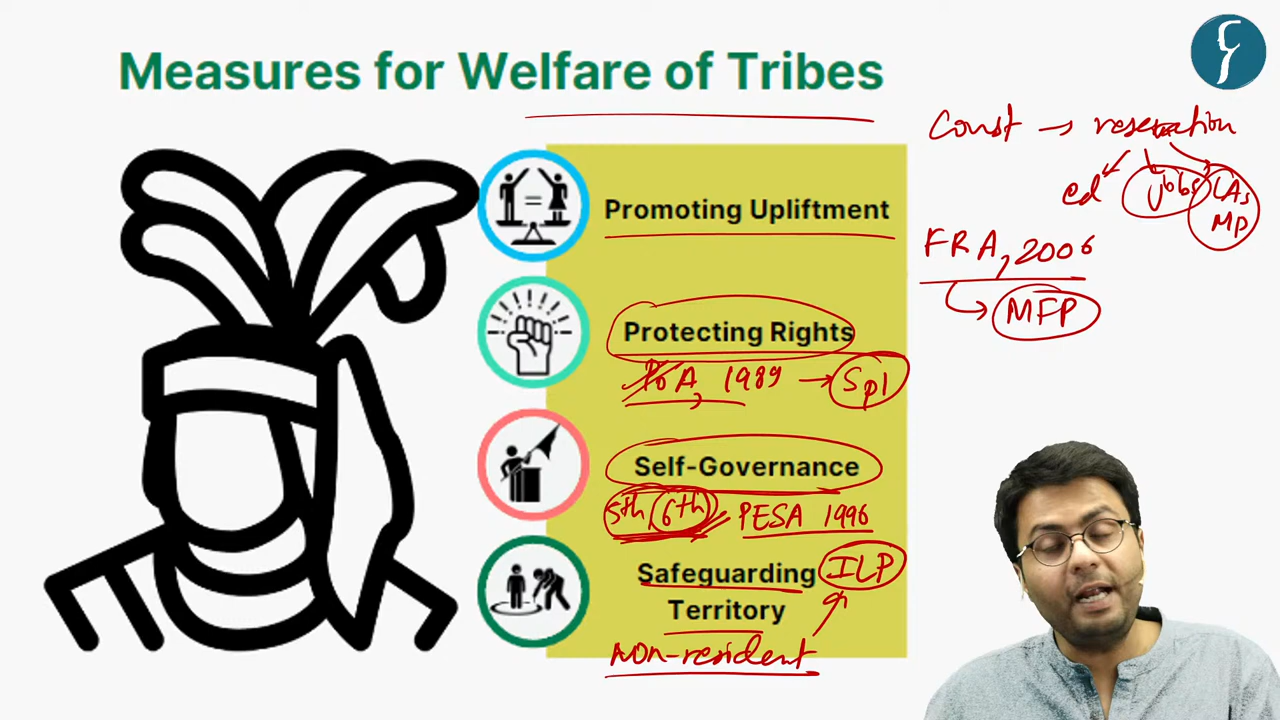 Measures for Welfare of Tribes
Const → reservation
ed jobs LAs
MP
Promoting Upliftment
FRA, 2006
MFP
Protecting Rights
PoA, 1989 → Spl
Self-Governance
5th, 6th PESA 1996
Safeguarding ILP
Territory
non-resident